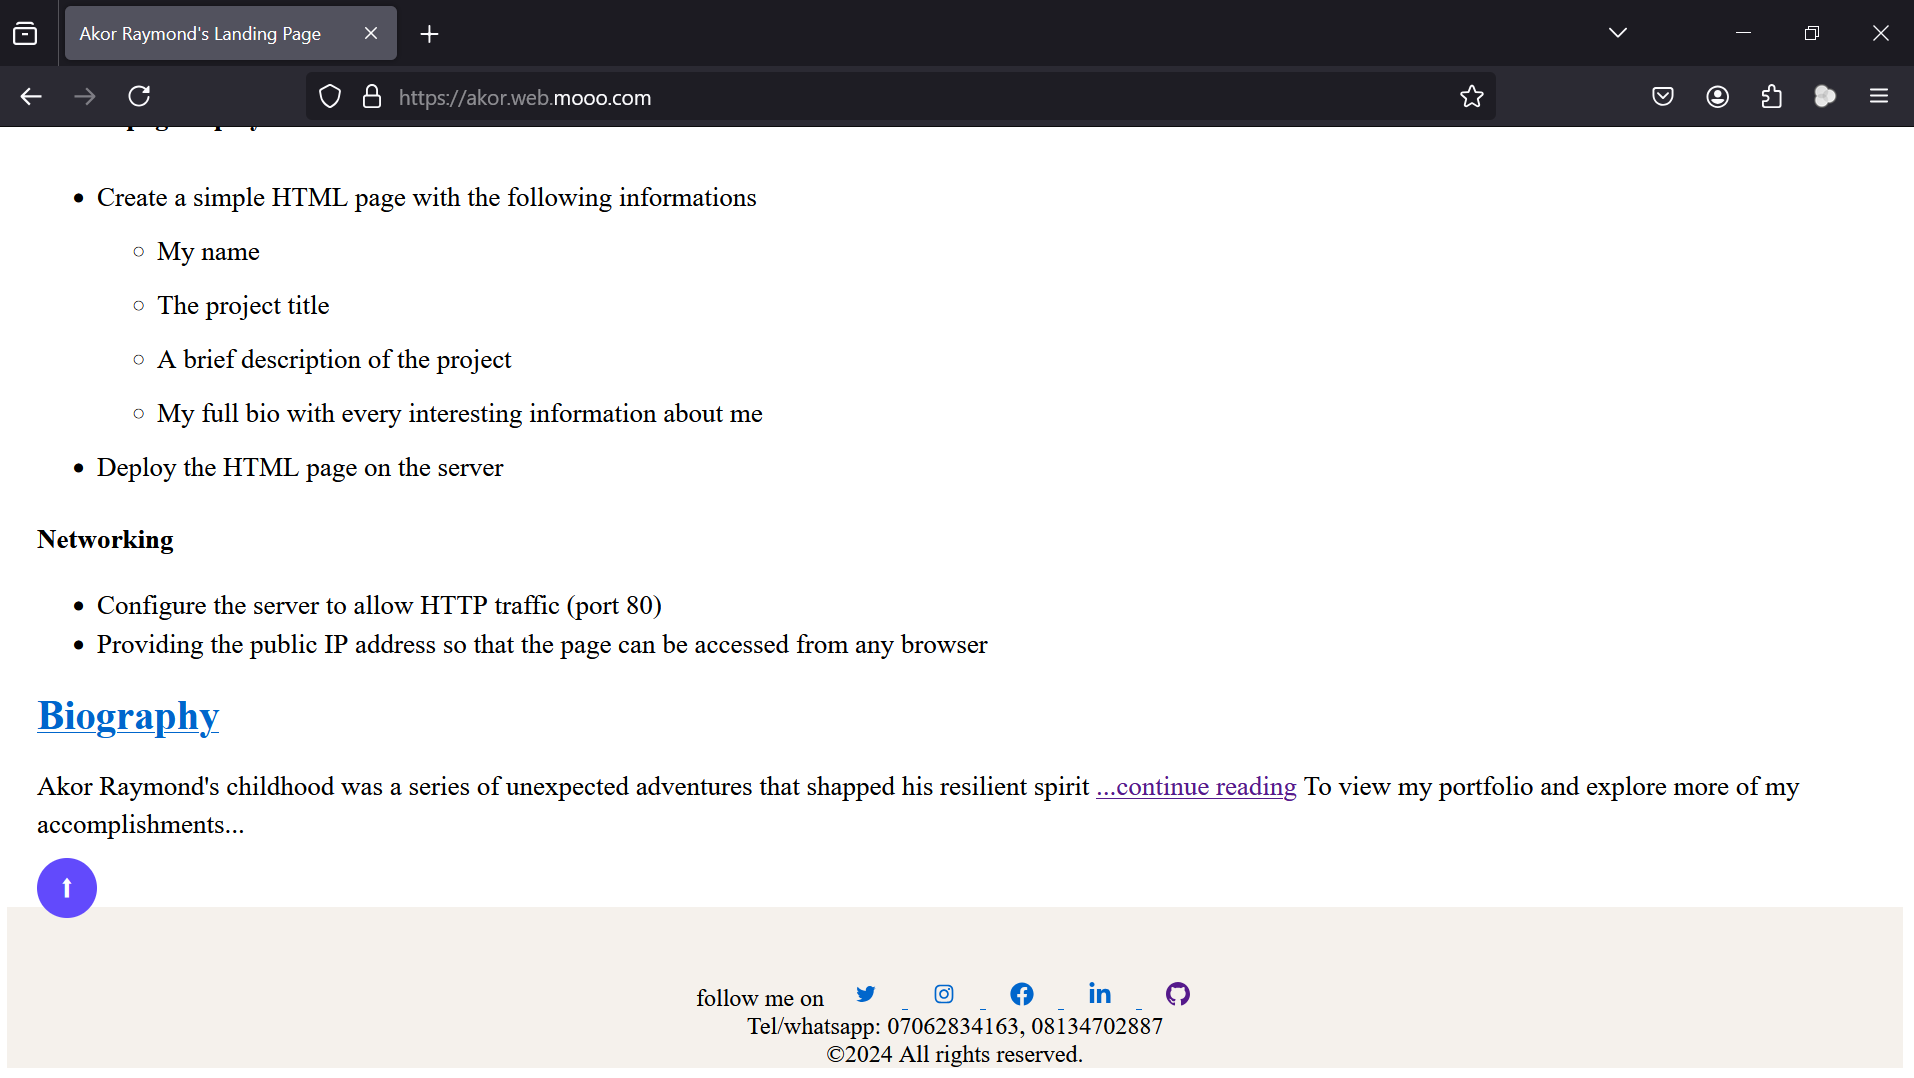 Akor Raymond's Landing Page
https://akor.web.mooo.com
Create a simple HTML page with the following informations
My name
The project title
A brief description of the project
My full bio with every interesting information about me
Deploy the HTML page on the server
Networking
Configure the server to allow HTTP traffic (port 80)
Providing the public IP address so that the page can be accessed from any browser
Biography
Akor Raymond's childhood was a series of unexpected adventures that shapped his resilient spirit ...continue reading To view my portfolio and explore more of my
accomplishments...
follow me on
Tel/whatsapp: 07062834163, 08134702887
©2024 All rights reserved.